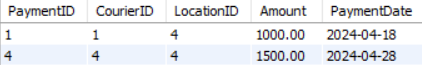 PaymentID CourierID LocationID Amount PaymentDate
1 1 4 1000.00 2024-04-18
4 4 4 1500.00 2024-04-28